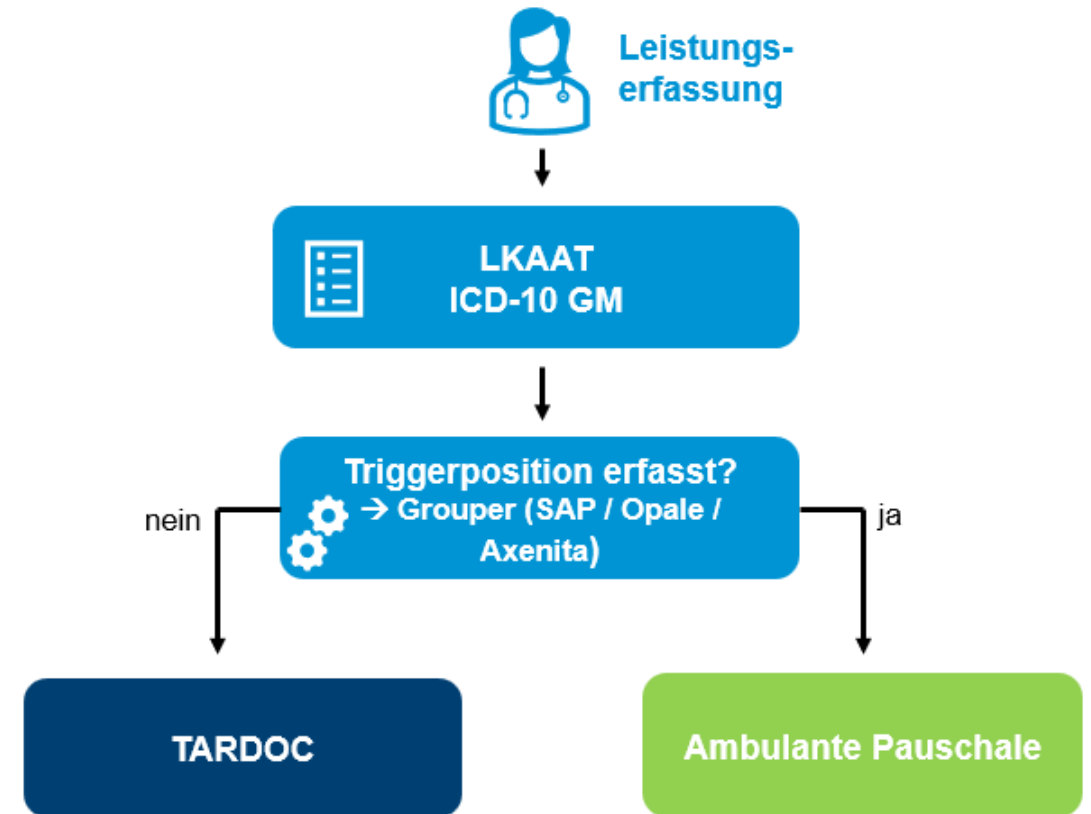 Leistungs-
erfassung
LKAAT
ICD-10 GM
Triggerposition erfasst?
→ Grouper (SAP / Opale /
Axenita)
nein
ja
TARDOC
Ambulante Pauschale